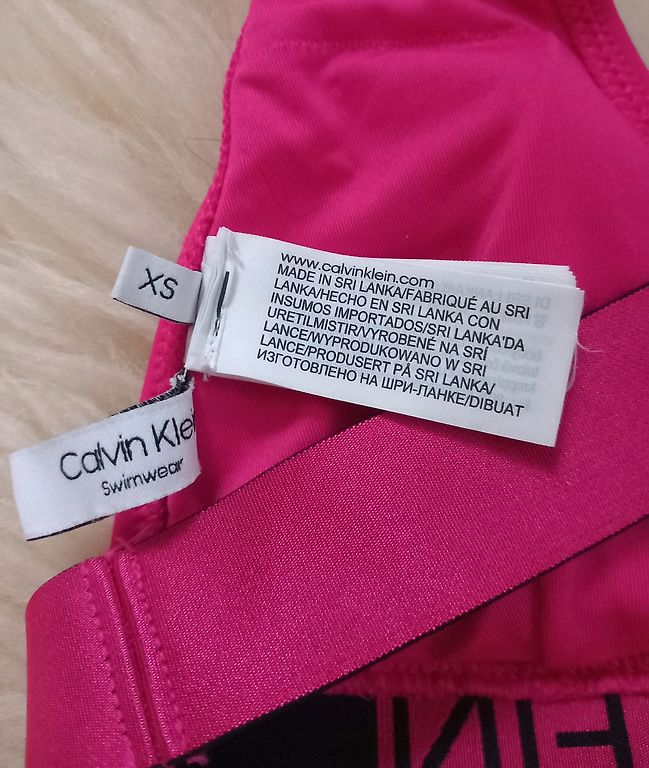 XS
www.calvinklein.com
MADE IN SRI LANKA/FABRIQUÉ AU SRI
LANKA/HECHO EN SRI LANKA CON
INSUMOS IMPORTADOS/SRI LANKA'DA
URETILMISTIR/VYROBENÉ NA SRÍ
LANCE/WYPRODUKOWANO W SRI
LANCE/PRODUSERT PÅ SRI LANKA/
ИЗГОТОВЛЕНО НА ШРИ-ЛАНКЕ/DIBUAT
Calvin Klei
Swimwear